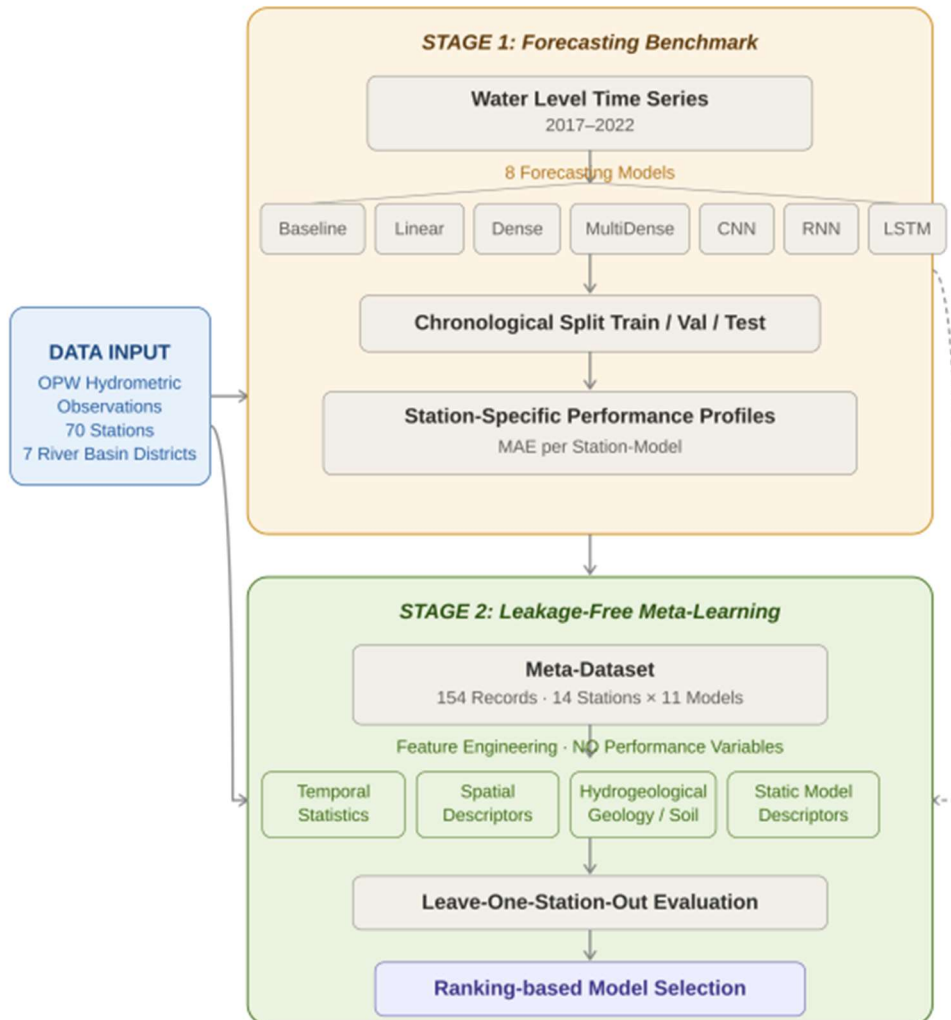 STAGE 1: Forecasting Benchmark
Water Level Time Series
2017–2022
8 Forecasting Models
Baseline
Linear
Dense
MultiDense
CNN
RNN
LSTM
Chronological Split Train / Val / Test
Station-Specific Performance Profiles
MAE per Station-Model
DATA INPUT
OPW Hydrometric
Observations
70 Stations
7 River Basin Districts
STAGE 2: Leakage-Free Meta-Learning
Meta-Dataset
154 Records · 14 Stations × 11 Models
Feature Engineering · NO Performance Variables
Temporal
Statistics
Spatial
Descriptors
Hydrogeological
Geology / Soil
Static Model
Descriptors
Leave-One-Station-Out Evaluation
Ranking-based Model Selection